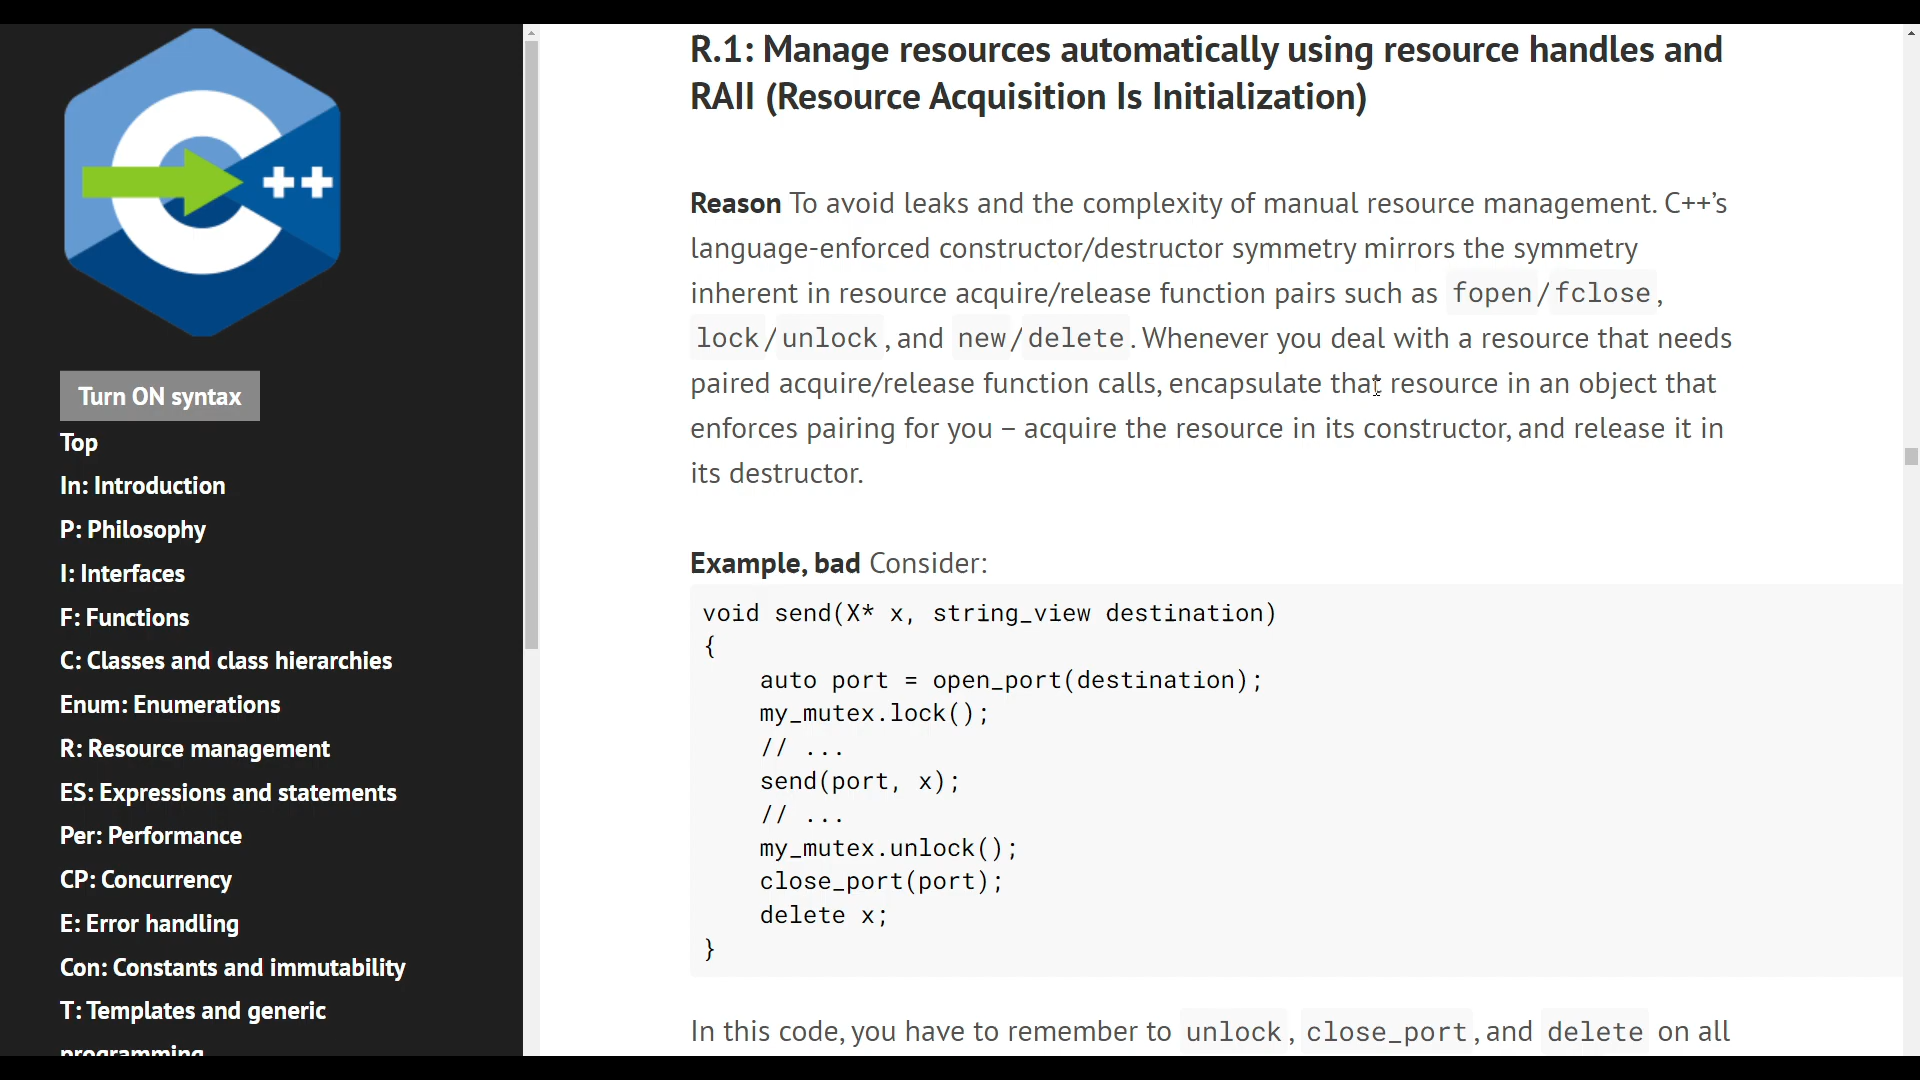 ++
Turn ON syntax
Top
In: Introduction
P: Philosophy
I: Interfaces
F: Functions
C: Classes and class hierarchies
Enum: Enumerations
R: Resource management
ES: Expressions and statements
Per: Performance
CP: Concurrency
E: Error handling
Con: Constants and immutability
T: Templates and generic
programming
R.1: Manage resources automatically using resource handles and
RAII (Resource Acquisition Is Initialization)
Reason To avoid leaks and the complexity of manual resource management. C++’s
language-enforced constructor/destructor symmetry mirrors the symmetry
inherent in resource acquire/release function pairs such as fopen/fclose,
lock/unlock, and new/delete. Whenever you deal with a resource that needs
paired acquire/release function calls, encapsulate that resource in an object that
enforces pairing for you – acquire the resource in its constructor, and release it in
its destructor.
Example, bad Consider:
void send(X* x, string_view destination)
{
    auto port = open_port(destination);
    my_mutex.lock();
    // ...
    send(port, x);
    // ...
    my_mutex.unlock();
    close_port(port);
    delete x;
}
In this code, you have to remember to unlock, close_port, and delete on all